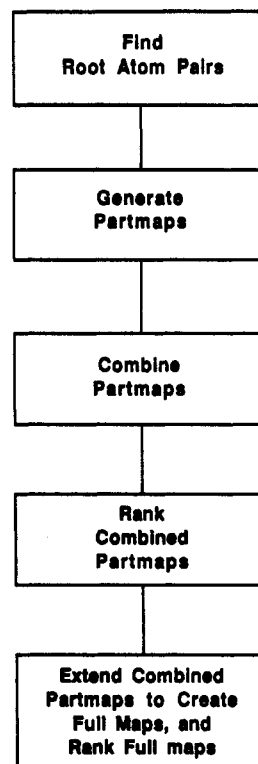 Find
Root Atom Pairs
Generate
Partmaps
Combine
Partmaps
Rank
Combined
Partmaps
Extend Combined
Partmaps to Create
Full Maps, and
Rank Full maps